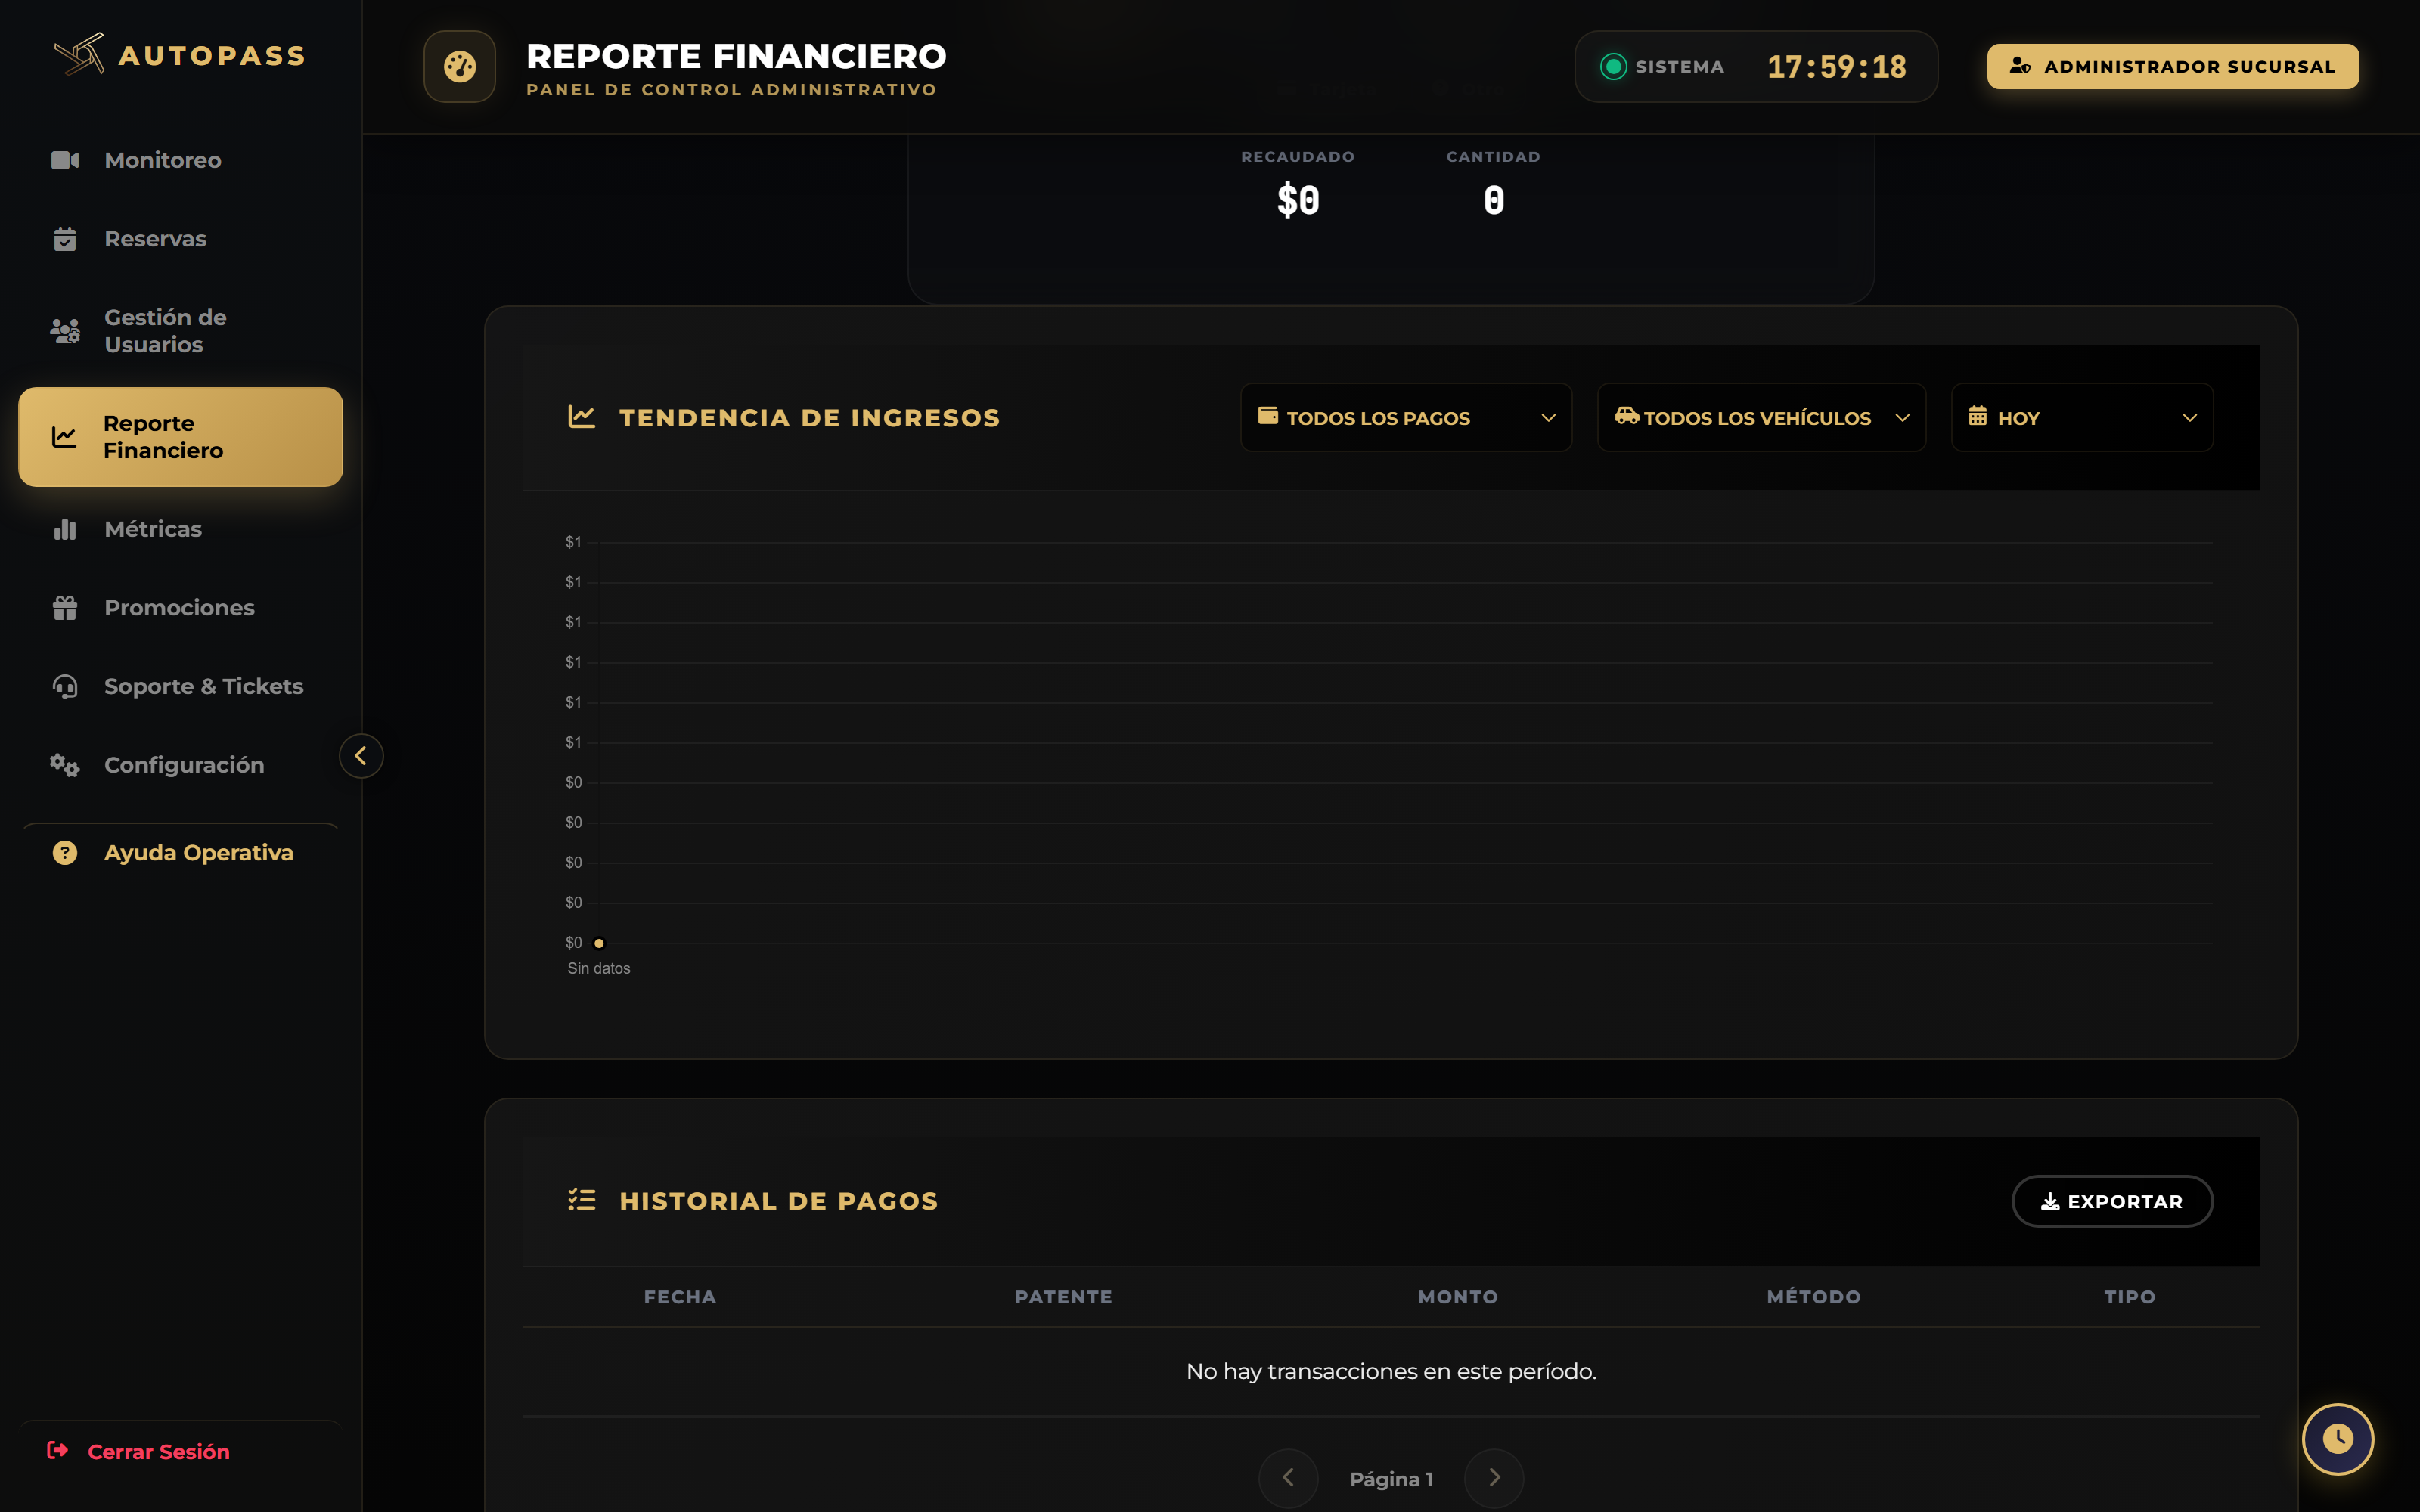 AUTOPASS
REPORTE FINANCIERO
PANEL DE CONTROL ADMINISTRATIVO
SISTEMA
17:59:18
ADMINISTRADOR SUCURSAL
Monitoreo
Reservas
Gestión de
Usuarios
Reporte
Financiero
Métricas
Promociones
Soporte & Tickets
Configuración
Ayuda Operativa
Cerrar Sesión
RECAUDADO
CANTIDAD
$0
0
TENDENCIA DE INGRESOS
TODOS LOS PAGOS
TODOS LOS VEHÍCULOS
HOY
$1
$1
$1
$1
$1
$1
$0
$0
$0
$0
$0
Sin datos
HISTORIAL DE PAGOS
EXPORTAR
FECHA
PATENTE
MONTO
MÉTODO
TIPO
No hay transacciones en este período.
Página 1